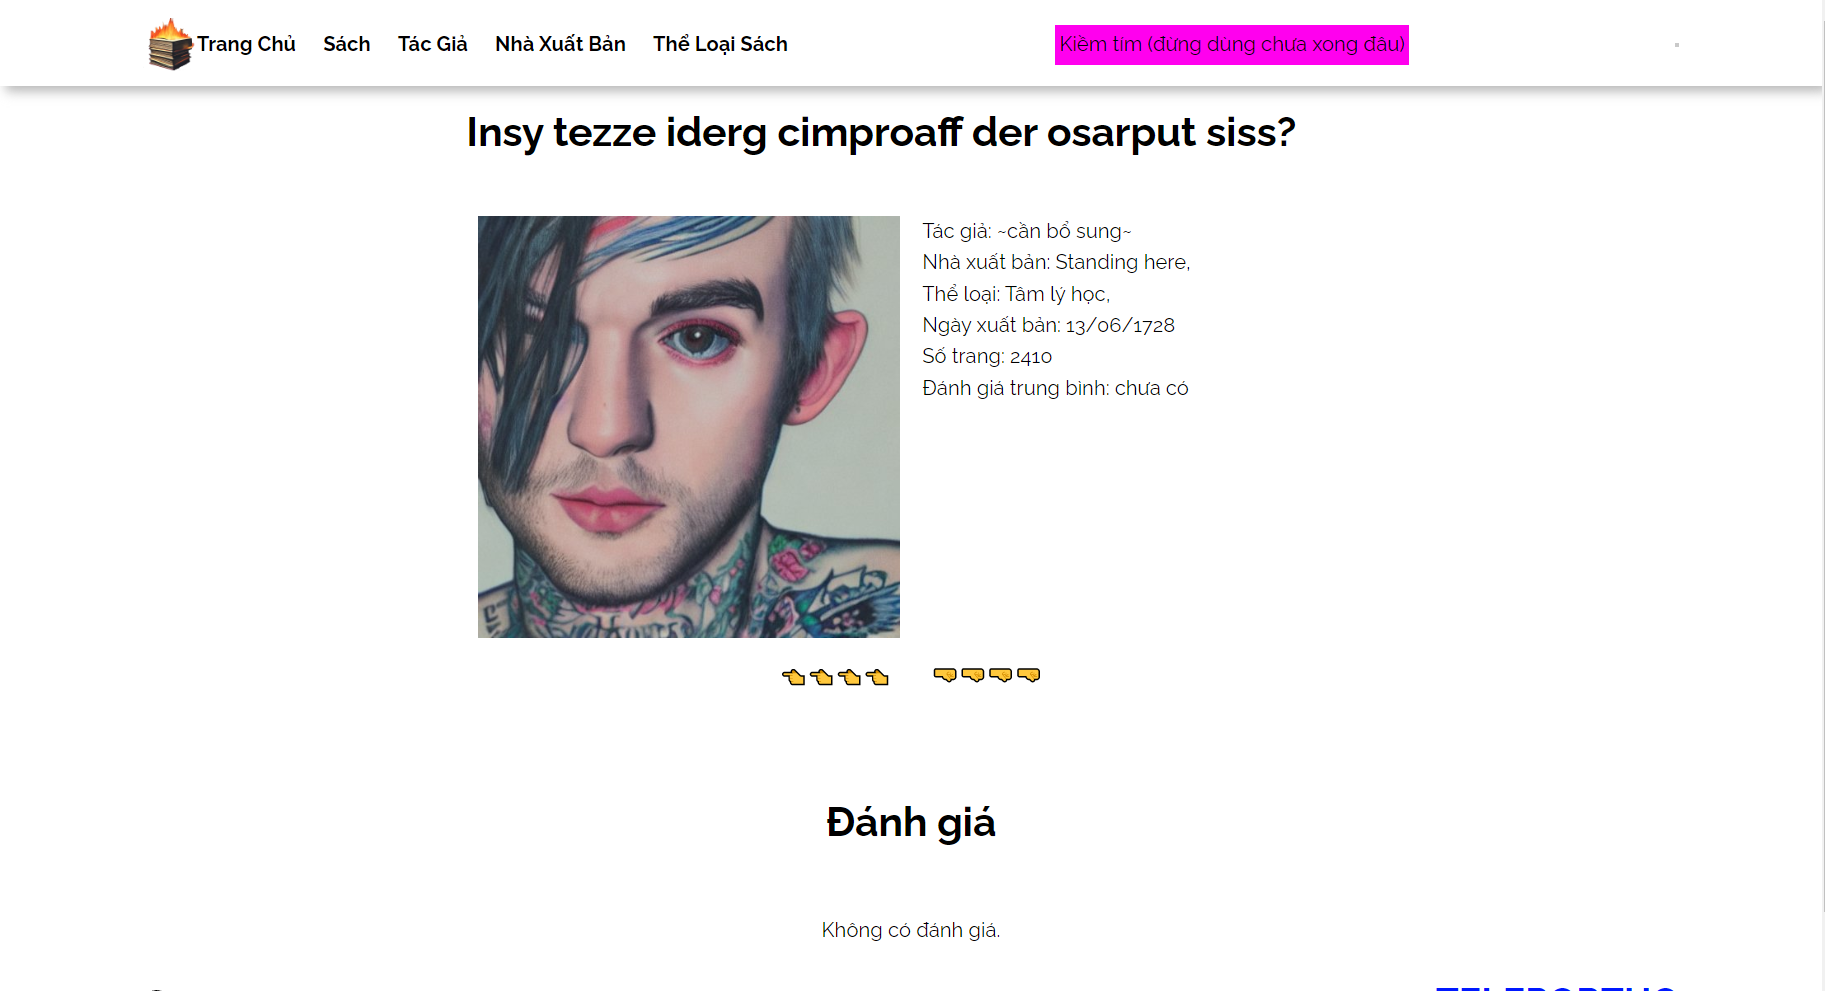 Trang Chủ Sách Tác Giả Nhà Xuất Bản Thể Loại Sách
Kiềm tím (đừng dùng chưa xong đâu)
Insy tezze iderg cimproaff der osarput siss?
Tác giả: ~cần bổ sung~
Nhà xuất bản: Standing here,
Thể loại: Tâm lý học,
Ngày xuất bản: 13/06/1728
Số trang: 2410
Đánh giá trung bình: chưa có
Đánh giá
Không có đánh giá.